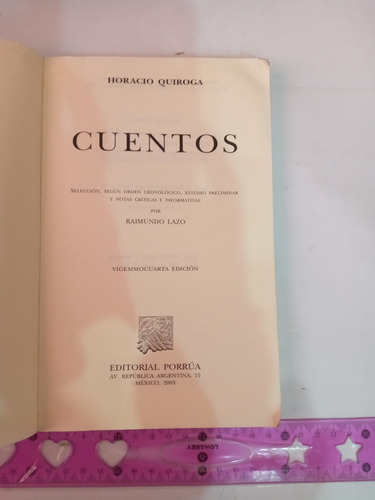 HORACIO QUIROGA
CUENTOS
SELECCIÓN, SEGÚN ORDEN CRONOLÓGICO, ESTUDIO PRELIMINAR
Y NOTAS CRÍTICAS E INFORMATIVAS
POR
RAIMUNDO LAZO
VIGESIMOCUARTA EDICIÓN
EDITORIAL PORRÚA
AV. REPÚBLICA ARGENTINA, 15
MÉXICO, 2003